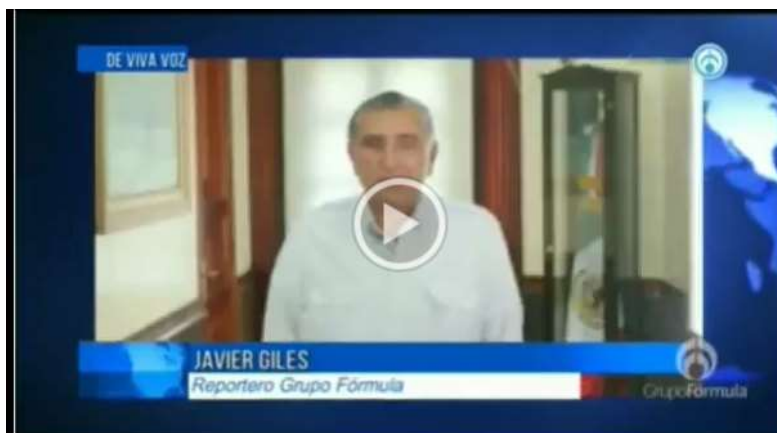 DE VIVA VOZ
JAVIER GILES
Reportero Grupo Fórmula
GrupoFórmula